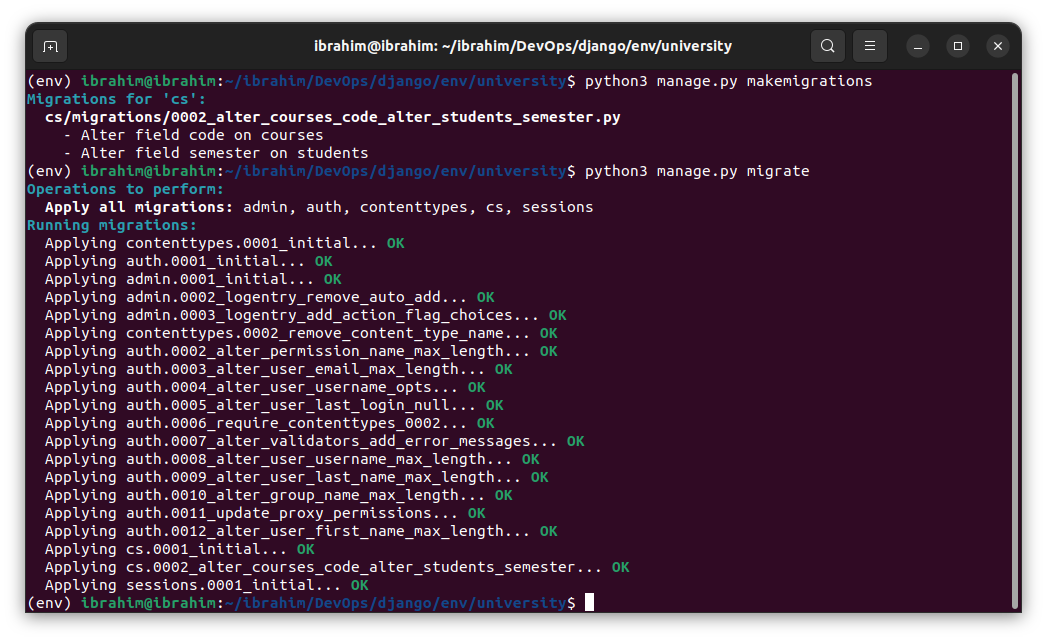 ibrahim@ibrahim: ~/ibrahim/DevOps/django/env/university
(env) ibrahim@ibrahim:~/ibrahim/DevOps/django/env/university$ python3 manage.py makemigrations
Migrations for 'cs':
  cs/migrations/0002_alter_courses_code_alter_students_semester.py
    - Alter field code on courses
    - Alter field semester on students
(env) ibrahim@ibrahim:~/ibrahim/DevOps/django/env/university$ python3 manage.py migrate
Operations to perform:
  Apply all migrations: admin, auth, contenttypes, cs, sessions
Running migrations:
  Applying contenttypes.0001_initial... OK
  Applying auth.0001_initial... OK
  Applying admin.0001_initial... OK
  Applying admin.0002_logentry_remove_auto_add... OK
  Applying admin.0003_logentry_add_action_flag_choices... OK
  Applying contenttypes.0002_remove_content_type_name... OK
  Applying auth.0002_alter_permission_name_max_length... OK
  Applying auth.0003_alter_user_email_max_length... OK
  Applying auth.0004_alter_user_username_opts... OK
  Applying auth.0005_alter_user_last_login_null... OK
  Applying auth.0006_require_contenttypes_0002... OK
  Applying auth.0007_alter_validators_add_error_messages... OK
  Applying auth.0008_alter_user_username_max_length... OK
  Applying auth.0009_alter_user_last_name_max_length... OK
  Applying auth.0010_alter_group_name_max_length... OK
  Applying auth.0011_update_proxy_permissions... OK
  Applying auth.0012_alter_user_first_name_max_length... OK
  Applying cs.0001_initial... OK
  Applying cs.0002_alter_courses_code_alter_students_semester... OK
  Applying sessions.0001_initial... OK
(env) ibrahim@ibrahim:~/ibrahim/DevOps/django/env/university$